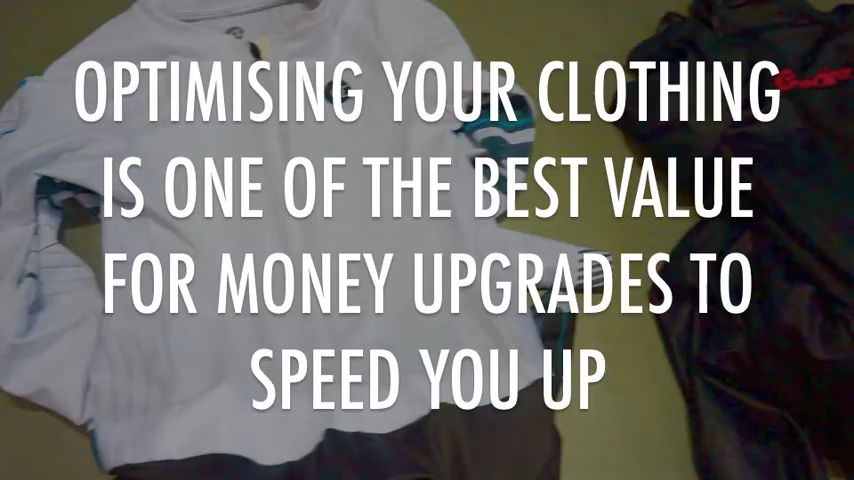 OPTIMISING YOUR CLOTHING
IS ONE OF THE BEST VALUE
FOR MONEY UPGRADES TO
SPEED YOU UP